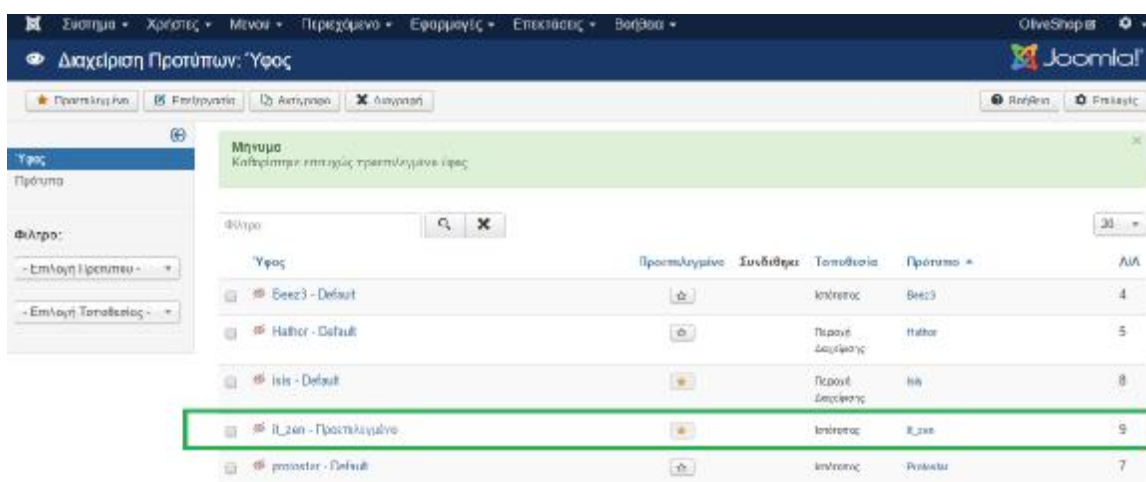 Σύστημα Χρήστες Μενού Περιεχόμενο Εφαρμογές Επεκτάσεις Βοήθεια OliveShop
Διαχείριση Προτύπων: Ύφος Joomla!
Προεπιλεγμένο Επεξεργασία Αντίγραφο Διαγραφή Βοήθεια Επιλογές
Ύφος
Πρότυπα
Φίλτρο:
- Επιλογή Προτύπου -
- Επιλογή Τοποθεσίας -
Μήνυμα
Καθορίστηκε επιτυχώς προεπιλεγμένο ύφος
Φίλτρο 20
Ύφος Προεπιλεγμένο Συνδέθηκε Τοποθεσία Πρότυπο Α/Α
Beez3 - Default Ιστότοπος Beez3 4
Hathor - Default Περιοχή Διαχείρισης Hathor 5
isis - Default Περιοχή Διαχείρισης Isis 8
it_zen - Προεπιλεγμένο Ιστότοπος It_zen 9
protostar - Default Ιστότοπος Protostar 7